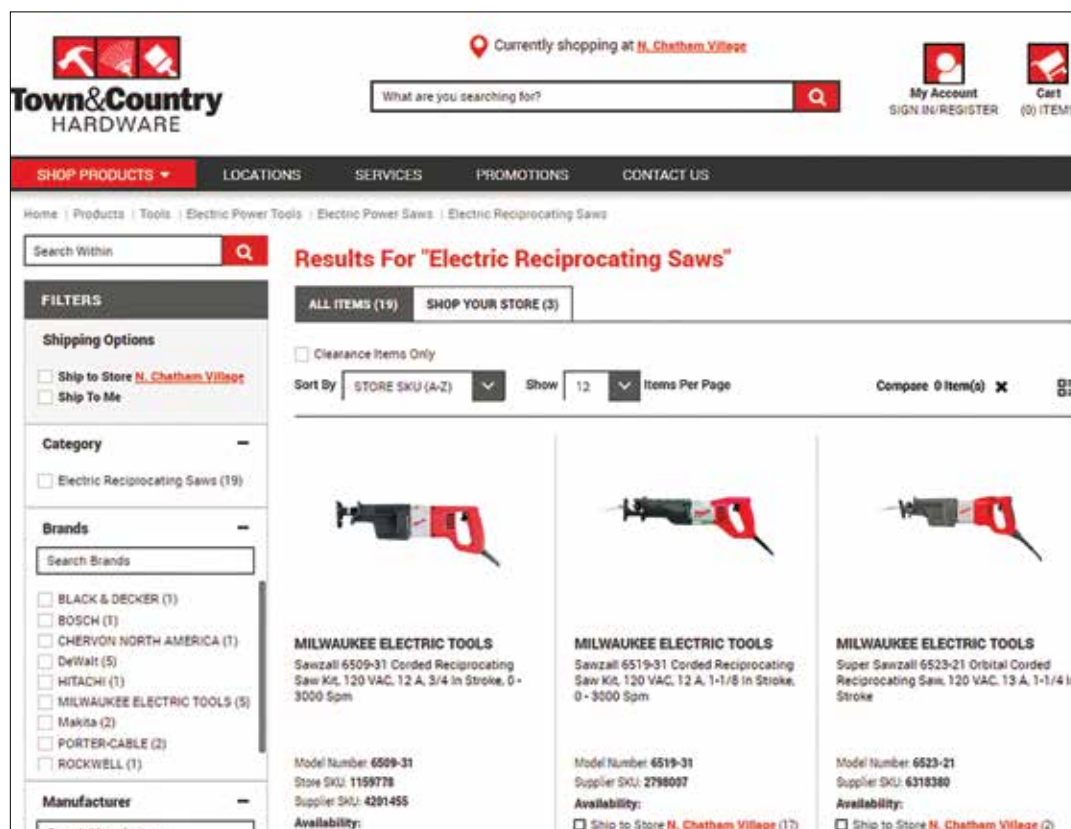 Currently shopping at N. Chatham Village
Town&Country
HARDWARE
What are you searching for?
My Account
SIGN IN/REGISTER
Cart
(0) ITEMS
SHOP PRODUCTS
LOCATIONS
SERVICES
PROMOTIONS
CONTACT US
Home | Products | Tools | Electric Power Tools | Electric Power Saws | Electric Reciprocating Saws
Search Within
FILTERS
Shipping Options
Ship to Store N. Chatham Village
Ship To Me
Category
Electric Reciprocating Saws (19)
Brands
Search Brands
BLACK & DECKER (1)
BOSCH (1)
CHERVON NORTH AMERICA (1)
DeWalt (5)
HITACHI (1)
MILWAUKEE ELECTRIC TOOLS (5)
Makita (2)
PORTER-CABLE (2)
ROCKWELL (1)
Manufacturer
Results For "Electric Reciprocating Saws"
ALL ITEMS (19)
SHOP YOUR STORE (3)
Clearance Items Only
Sort By STORE SKU (A-Z) Show 12 Items Per Page
Compare 0 Item(s)
MILWAUKEE ELECTRIC TOOLS
Sawzall 6509-31 Corded Reciprocating
Saw Kit, 120 VAC, 12 A, 3/4 In Stroke, 0 -
3000 Spm
Model Number: 6509-31
Store SKU: 1159778
Supplier SKU: 4201455
Availability:
MILWAUKEE ELECTRIC TOOLS
Sawzall 6519-31 Corded Reciprocating
Saw Kit, 120 VAC, 12 A, 1-1/8 In Stroke,
0 - 3000 Spm
Model Number: 6519-31
Supplier SKU: 2798007
Availability:
Ship to Store N. Chatham Village (17)
MILWAUKEE ELECTRIC TOOLS
Super Sawzall 6523-21 Orbital Corded
Reciprocating Saw, 120 VAC, 13 A, 1-1/4 In
Stroke
Model Number: 6523-21
Supplier SKU: 6318380
Availability:
Ship to Store N. Chatham Village (2)